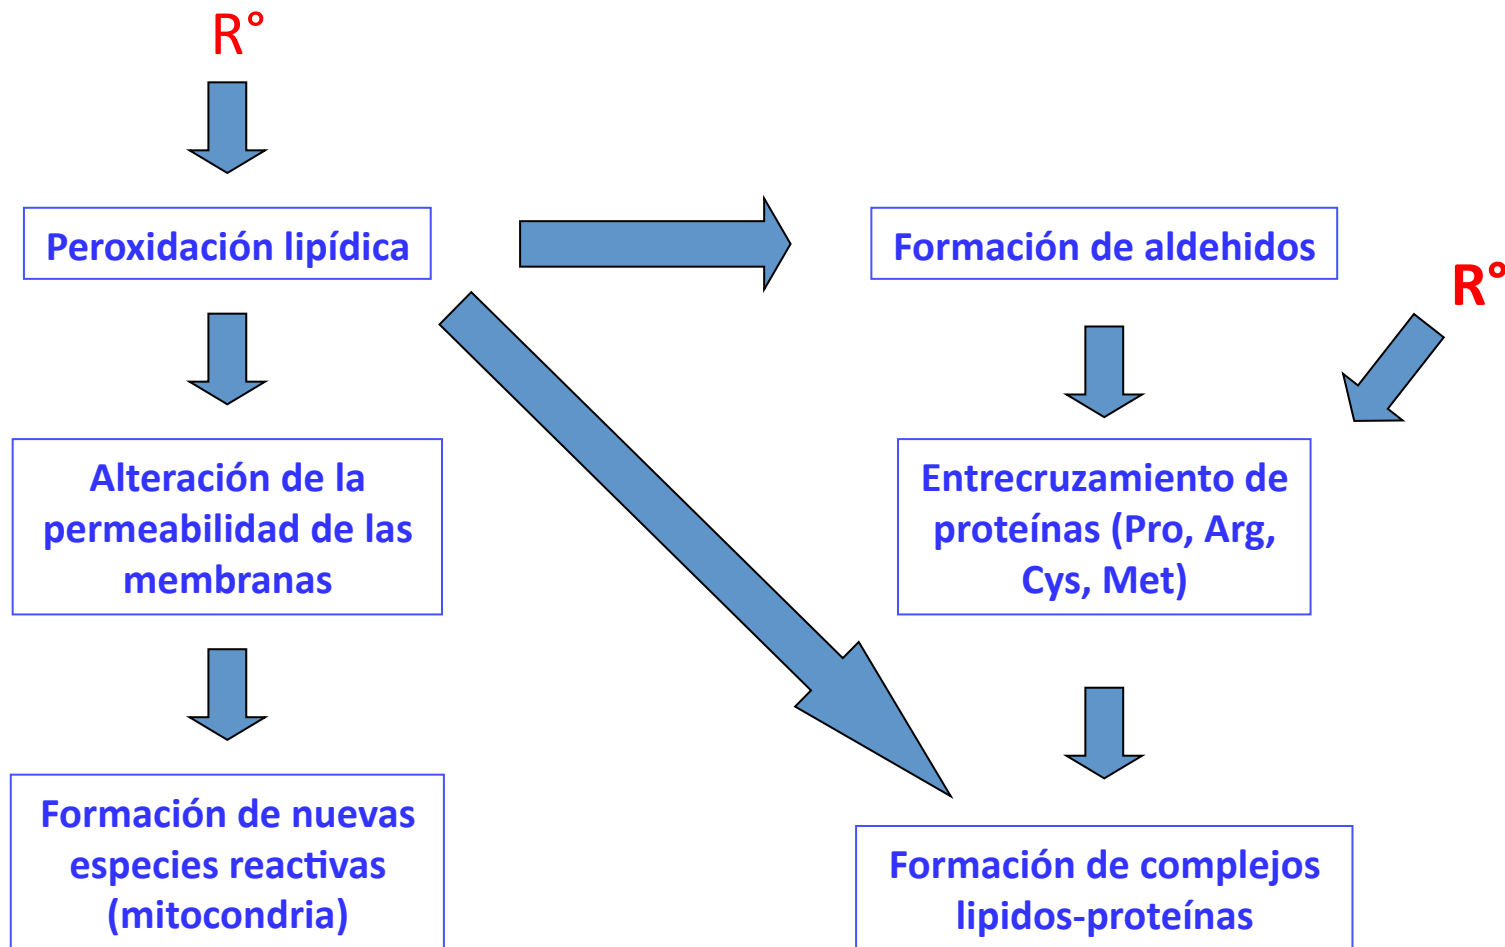 R°
Peroxidación lipídica
Formación de aldehidos
R°
Alteración de la
permeabilidad de las
membranas
Entrecruzamiento de
proteínas (Pro, Arg,
Cys, Met)
Formación de nuevas
especies reactivas
(mitocondria)
Formación de complejos
lipidos-proteínas